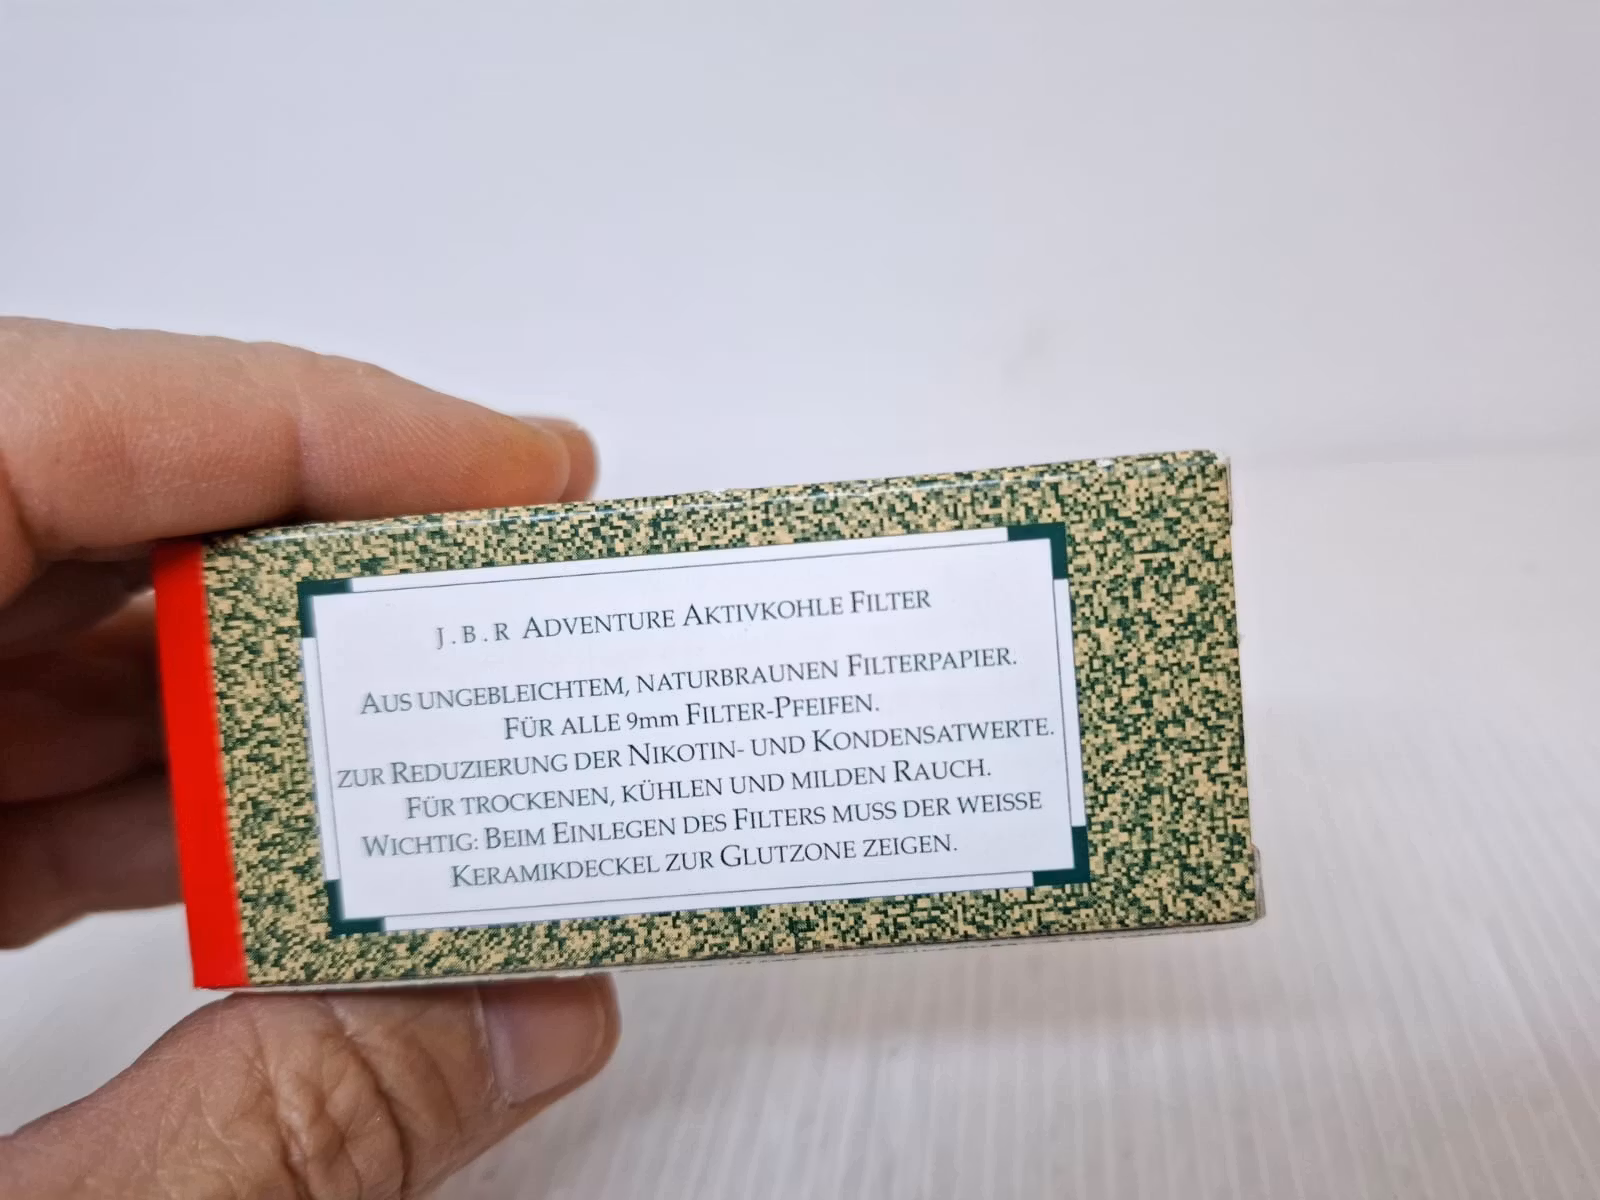 J.B.R ADVENTURE AKTIVKOHLE FILTER
AUS UNGEBLEICHTEM, NATURBRAUNEN FILTERPAPIER.
FÜR ALLE 9mm FILTER-PFEIFEN.
ZUR REDUZIERUNG DER NIKOTIN- UND KONDENSATWERTE.
FÜR TROCKENEN, KÜHLEN UND MILDEN RAUCH.
WICHTIG: BEIM EINLEGEN DES FILTERS MUSS DER WEISSE
KERAMIKDECKEL ZUR GLUTZONE ZEIGEN.